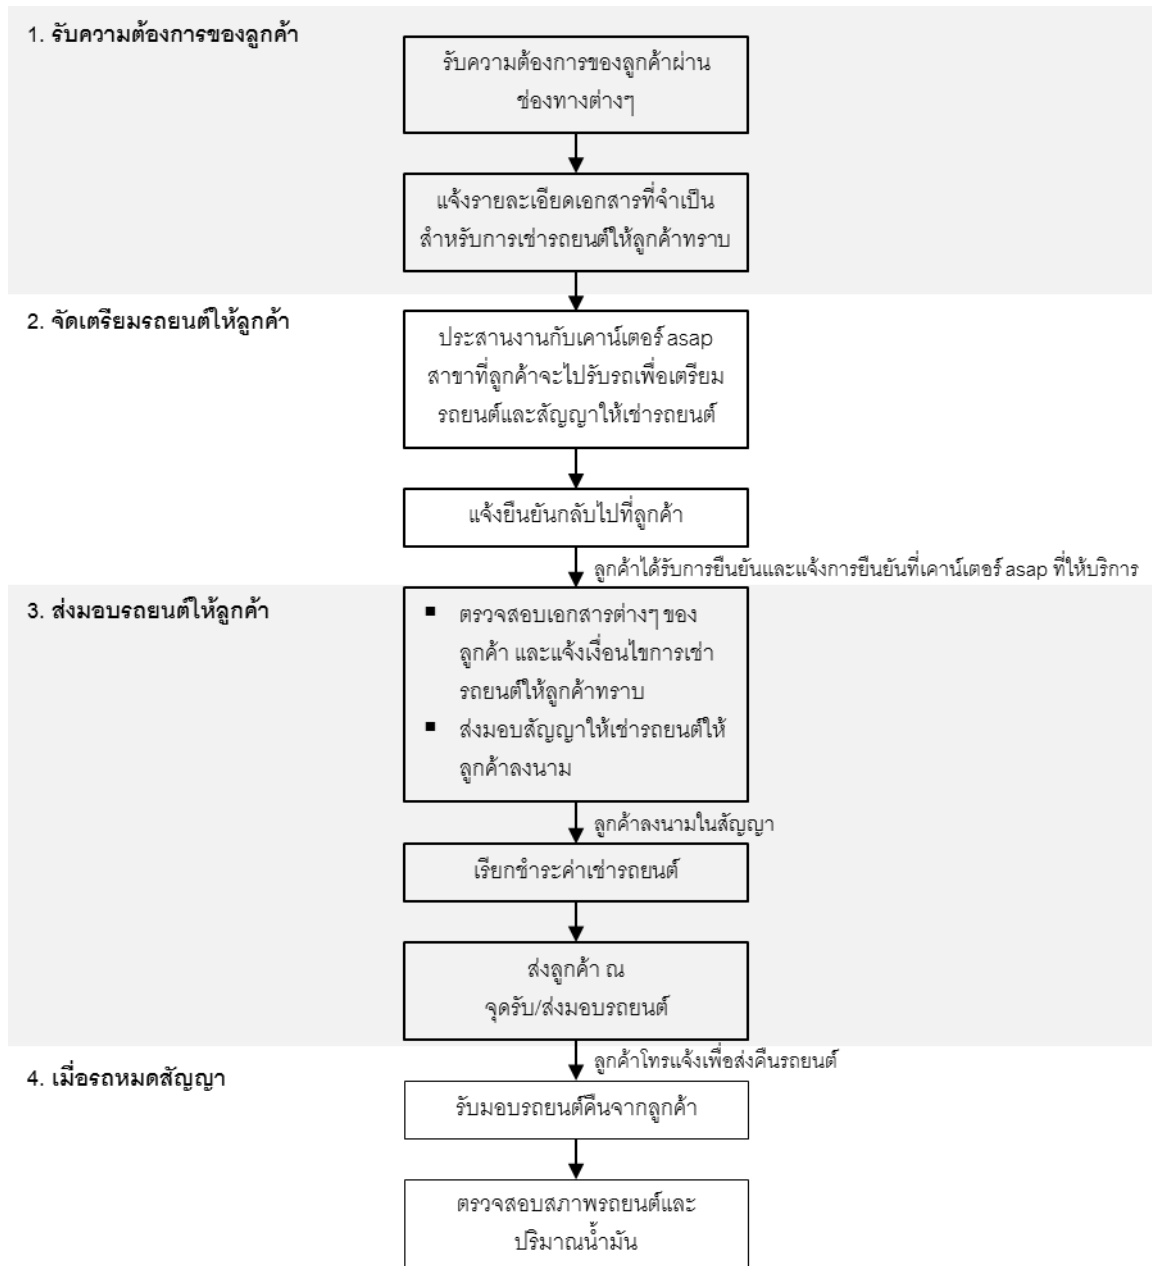 1. รับความต้องการของลูกค้า
รับความต้องการของลูกค้าผ่าน
ช่องทางต่างๆ
แจ้งรายละเอียดเอกสารที่จำเป็น
สำหรับการเช่ารถยนต์ให้ลูกค้าทราบ
2. จัดเตรียมรถยนต์ให้ลูกค้า
ประสานงานกับเคาน์เตอร์ asap
สาขาที่ลูกค้าจะไปรับรถเพื่อเตรียม
รถยนต์และสัญญาให้เช่ารถยนต์
แจ้งยืนยันกลับไปที่ลูกค้า
ลูกค้าได้รับการยืนยันและแจ้งการยืนยันที่เคาน์เตอร์ asap ที่ให้บริการ
3. ส่งมอบรถยนต์ให้ลูกค้า
▪ ตรวจสอบเอกสารต่างๆ ของ
ลูกค้า และแจ้งเงื่อนไขการเช่า
รถยนต์ให้ลูกค้าทราบ
▪ ส่งมอบสัญญาให้เช่ารถยนต์ให้
ลูกค้าลงนาม
ลูกค้าลงนามในสัญญา
เรียกชำระค่าเช่ารถยนต์
ส่งลูกค้า ณ
จุดรับ/ส่งมอบรถยนต์
ลูกค้าโทรแจ้งเพื่อส่งคืนรถยนต์
4. เมื่อรถหมดสัญญา
รับมอบรถยนต์คืนจากลูกค้า
ตรวจสอบสภาพรถยนต์และ
ปริมาณน้ำมัน